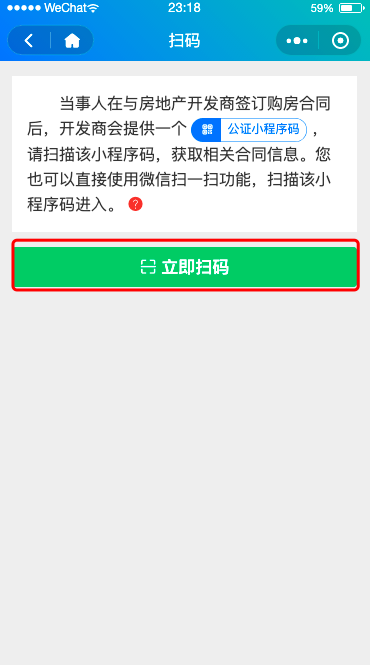 WeChat 23:18 59%
扫码
当事人在与房地产开发商签订购房合同
后，开发商会提供一个 公证小程序码 ，
请扫描该小程序码，获取相关合同信息。您
也可以直接使用微信扫一扫功能，扫描该小
程序码进入。 ?
立即扫码